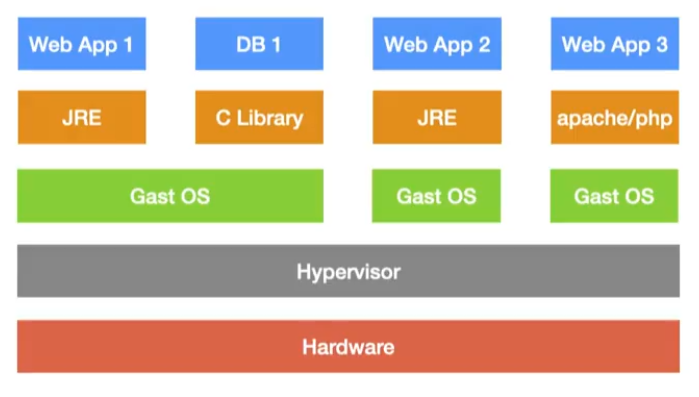 Web App 1
DB 1
Web App 2
Web App 3
JRE
C Library
JRE
apache/php
Gast OS
Gast OS
Gast OS
Hypervisor
Hardware